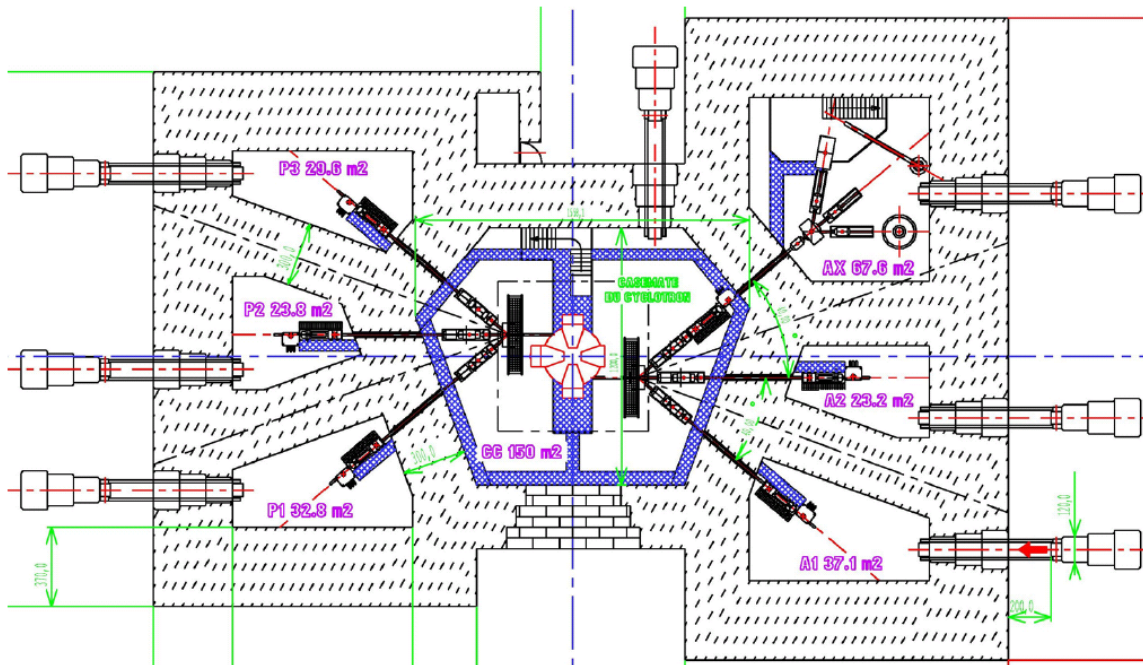 P3 29.6 m2
P2 23.8 m2
P1 32.8 m2
CASEMATE
DU CYCLOTRON
CC 150 m2
AX 67.6 m2
A2 23.2 m2
A1 37.1 m2
300,0
370,0
120,0
200,0